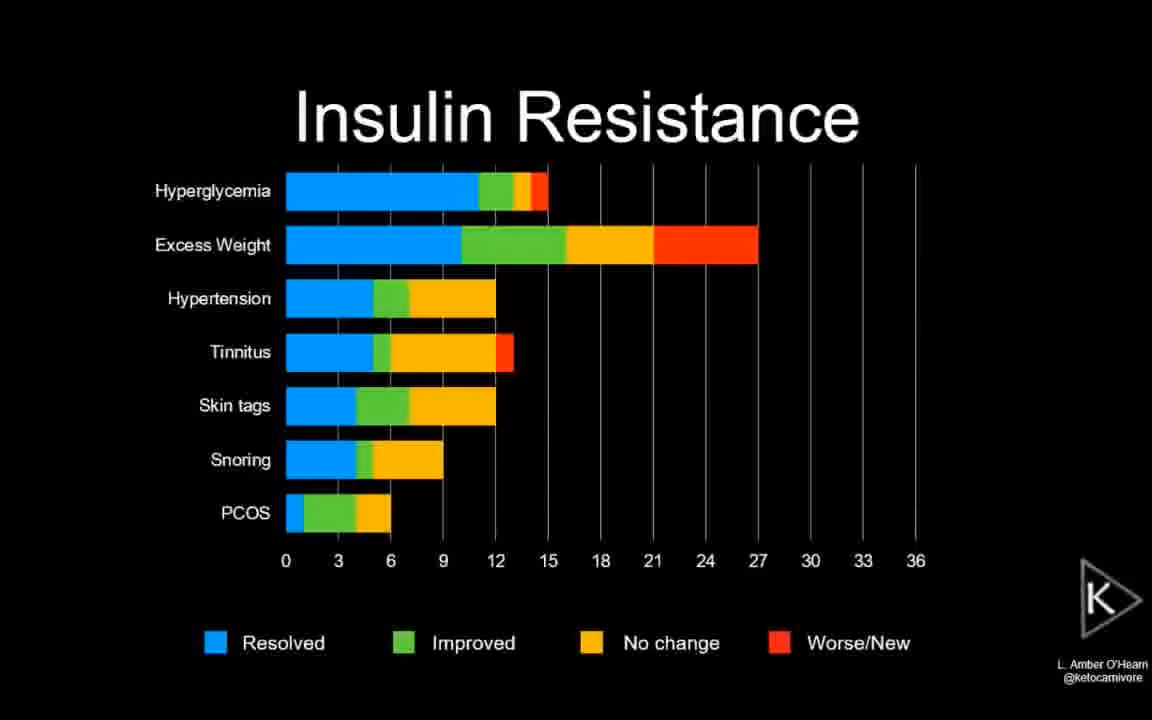 Insulin Resistance
Hyperglycemia
Excess Weight
Hypertension
Tinnitus
Skin tags
Snoring
PCOS
0 3 6 9 12 15 18 21 24 27 30 33 36
Resolved Improved No change Worse/New
K
L. Amber O'Hearn
@ketocarnivore